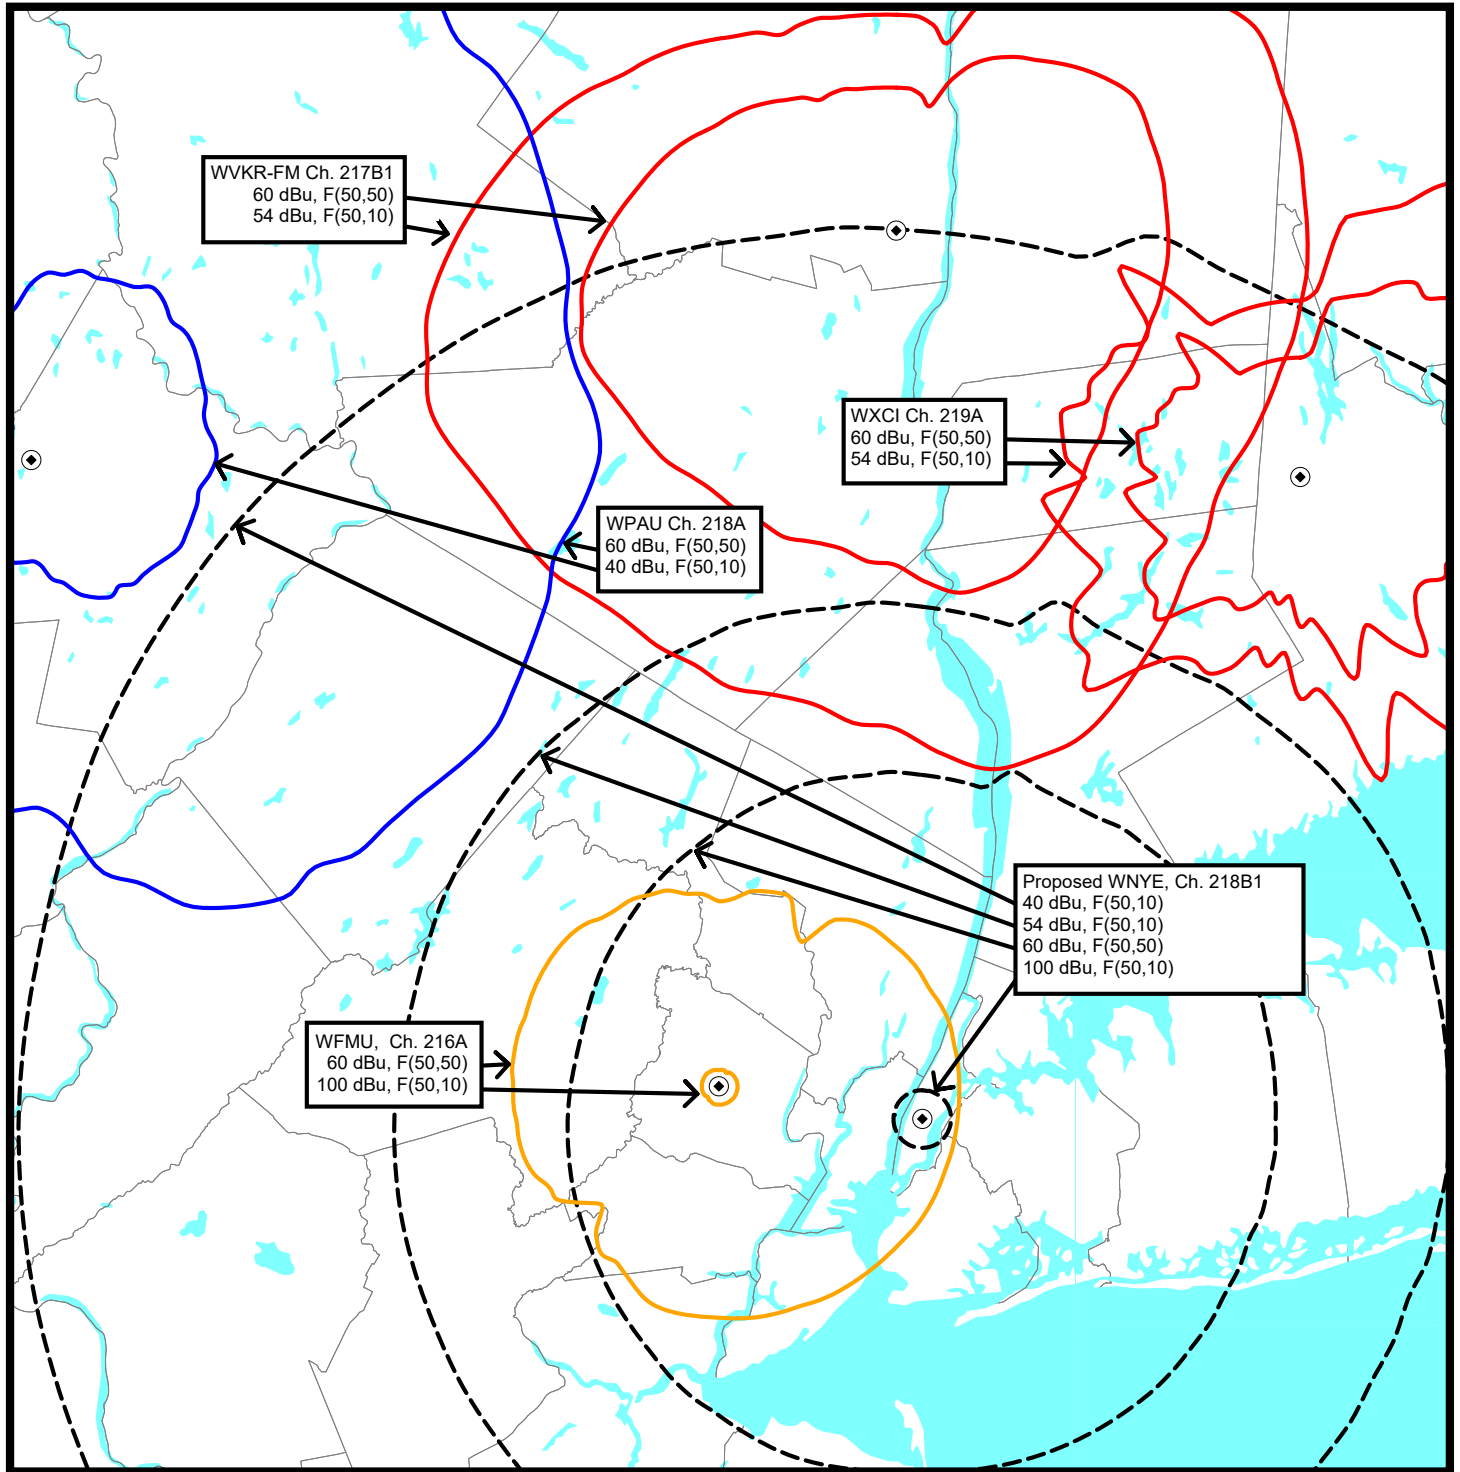 WVKR-FM Ch. 217B1
60 dBu, F(50,50)
54 dBu, F(50,10)
WXCI Ch. 219A
60 dBu, F(50,50)
54 dBu, F(50,10)
WPAU Ch. 218A
60 dBu, F(50,50)
40 dBu, F(50,10)
Proposed WNYE, Ch. 218B1
40 dBu, F(50,10)
54 dBu, F(50,10)
60 dBu, F(50,50)
100 dBu, F(50,10)
WFMU, Ch. 216A
60 dBu, F(50,50)
100 dBu, F(50,10)